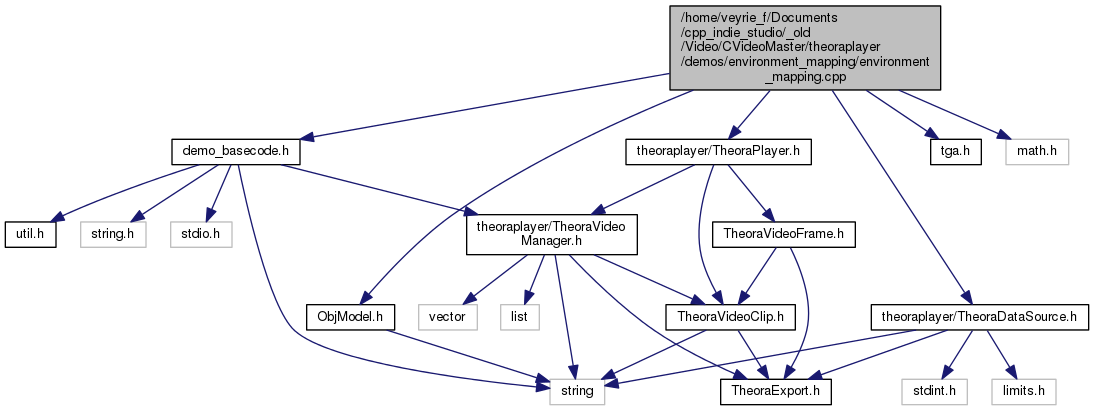 /home/veyrie_f/Documents
/cpp_indie_studio/_old
/Video/CVideoMaster/theoraplayer
/demos/environment_mapping/environment
_mapping.cpp
demo_basecode.h
theoraplayer/TheoraPlayer.h
tga.h
math.h
util.h
string.h
stdio.h
theoraplayer/TheoraVideo
Manager.h
TheoraVideoFrame.h
ObjModel.h
vector
list
TheoraVideoClip.h
theoraplayer/TheoraDataSource.h
string
TheoraExport.h
stdint.h
limits.h